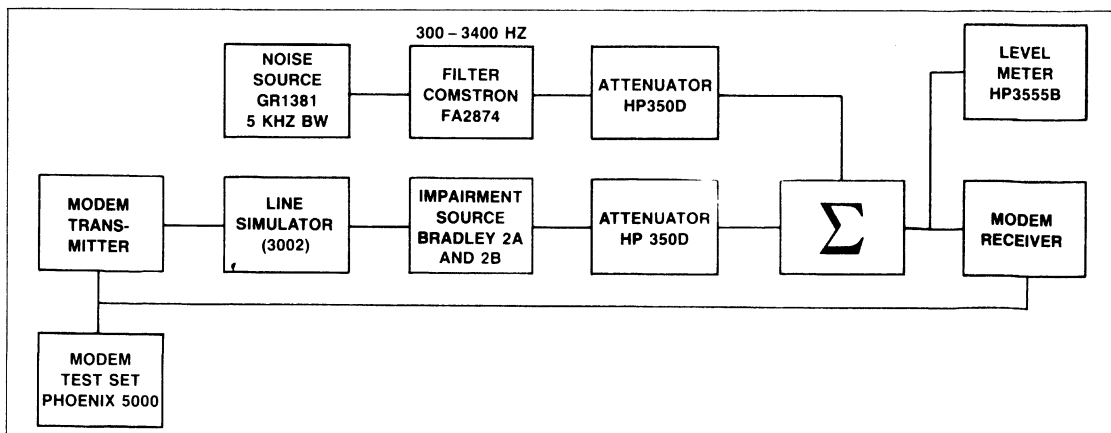 300 – 3400 HZ
NOISE
SOURCE
GR1381
5 KHZ BW
FILTER
COMSTRON
FA2874
ATTENUATOR
HP350D
LEVEL
METER
HP3555B
MODEM
TRANS-
MITTER
LINE
SIMULATOR
(3002)
IMPAIRMENT
SOURCE
BRADLEY 2A
AND 2B
ATTENUATOR
HP 350D
Σ
MODEM
RECEIVER
MODEM
TEST SET
PHOENIX 5000